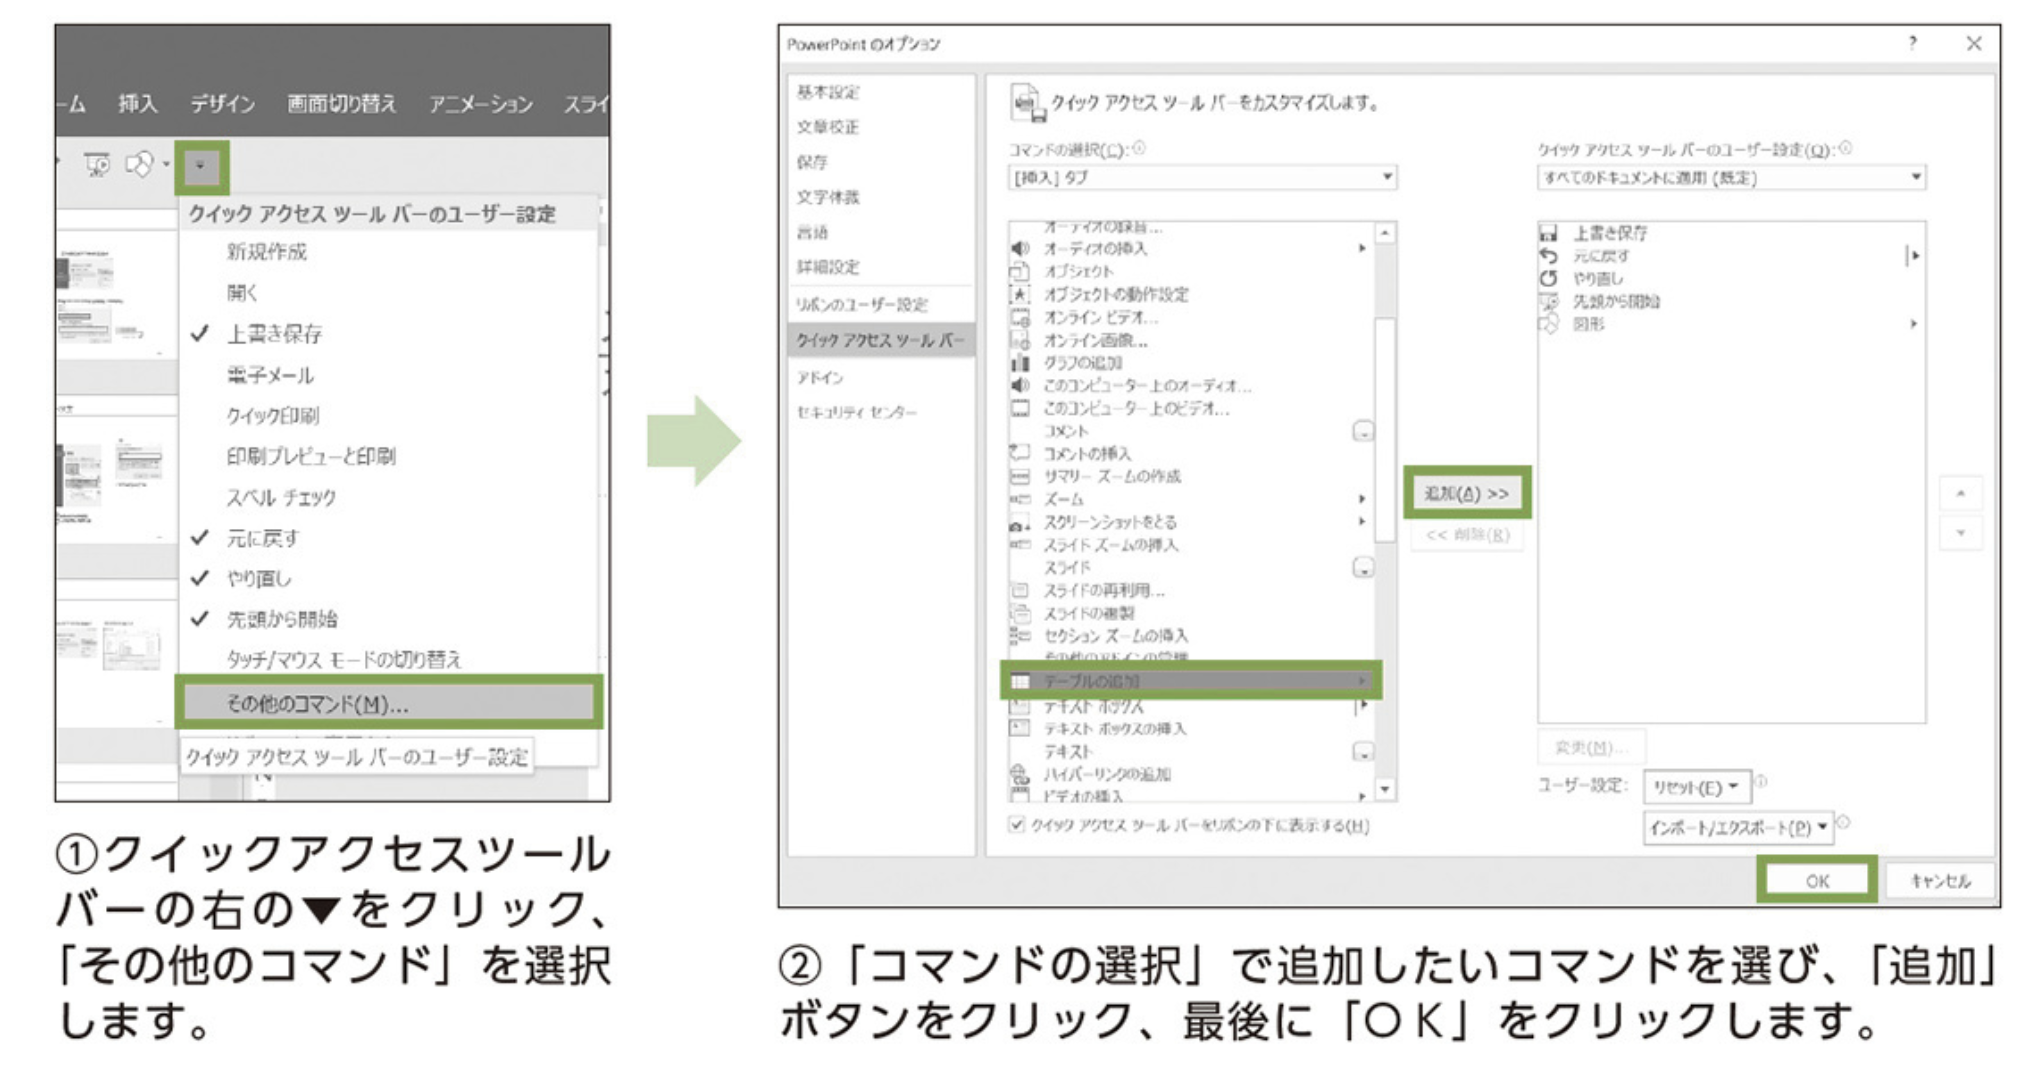 ーム 挿入 デザイン 画面切り替え アニメーション スライ
クイック アクセス ツール バーのユーザー設定
新規作成
開く
✓ 上書き保存
電子メール
クイック印刷
印刷プレビューと印刷
スペル チェック
✓ 元に戻す
✓ やり直し
✓ 先頭から開始
タッチ/マウス モードの切り替え
その他のコマンド(M)...
クイック アクセス ツール バーのユーザー設定
①クイックアクセスツール
バーの右の▼をクリック、
「その他のコマンド」を選択
します。
PowerPoint のオプション
基本設定
文章校正
保存
文字体裁
言語
詳細設定
リボンのユーザー設定
クイック アクセス ツール バー
アドイン
セキュリティ センター
クイック アクセス ツール バーをカスタマイズします。
コマンドの選択(C):
[挿入] タブ
オーディオの録音...
オーディオの挿入
オブジェクト
オブジェクトの動作設定
オンライン ビデオ...
オンライン画像...
グラフの追加
このコンピューター上のオーディオ...
このコンピューター上のビデオ...
コメント
コメントの挿入
サマリー ズームの作成
ズーム
スクリーンショットをとる
スライド ズームの挿入
スライド
スライドの再利用...
スライドの複製
セクション ズームの挿入
その他のアドインの管理
テーブルの追加
テキスト ボックス
テキスト ボックスの挿入
テキスト
ハイパーリンクの追加
ビデオの挿入
クイック アクセス ツール バーをリボンの下に表示する(H)
追加(A) >>
<< 削除(R)
クイック アクセス ツール バーのユーザー設定(Q):
すべてのドキュメントに適用 (既定)
上書き保存
元に戻す
やり直し
先頭から開始
図形
変更(M)...
ユーザー設定: リセット(E)
インポート/エクスポート(P)
OK キャンセル
②「コマンドの選択」で追加したいコマンドを選び、「追加」
ボタンをクリック、最後に「ＯＫ」をクリックします。